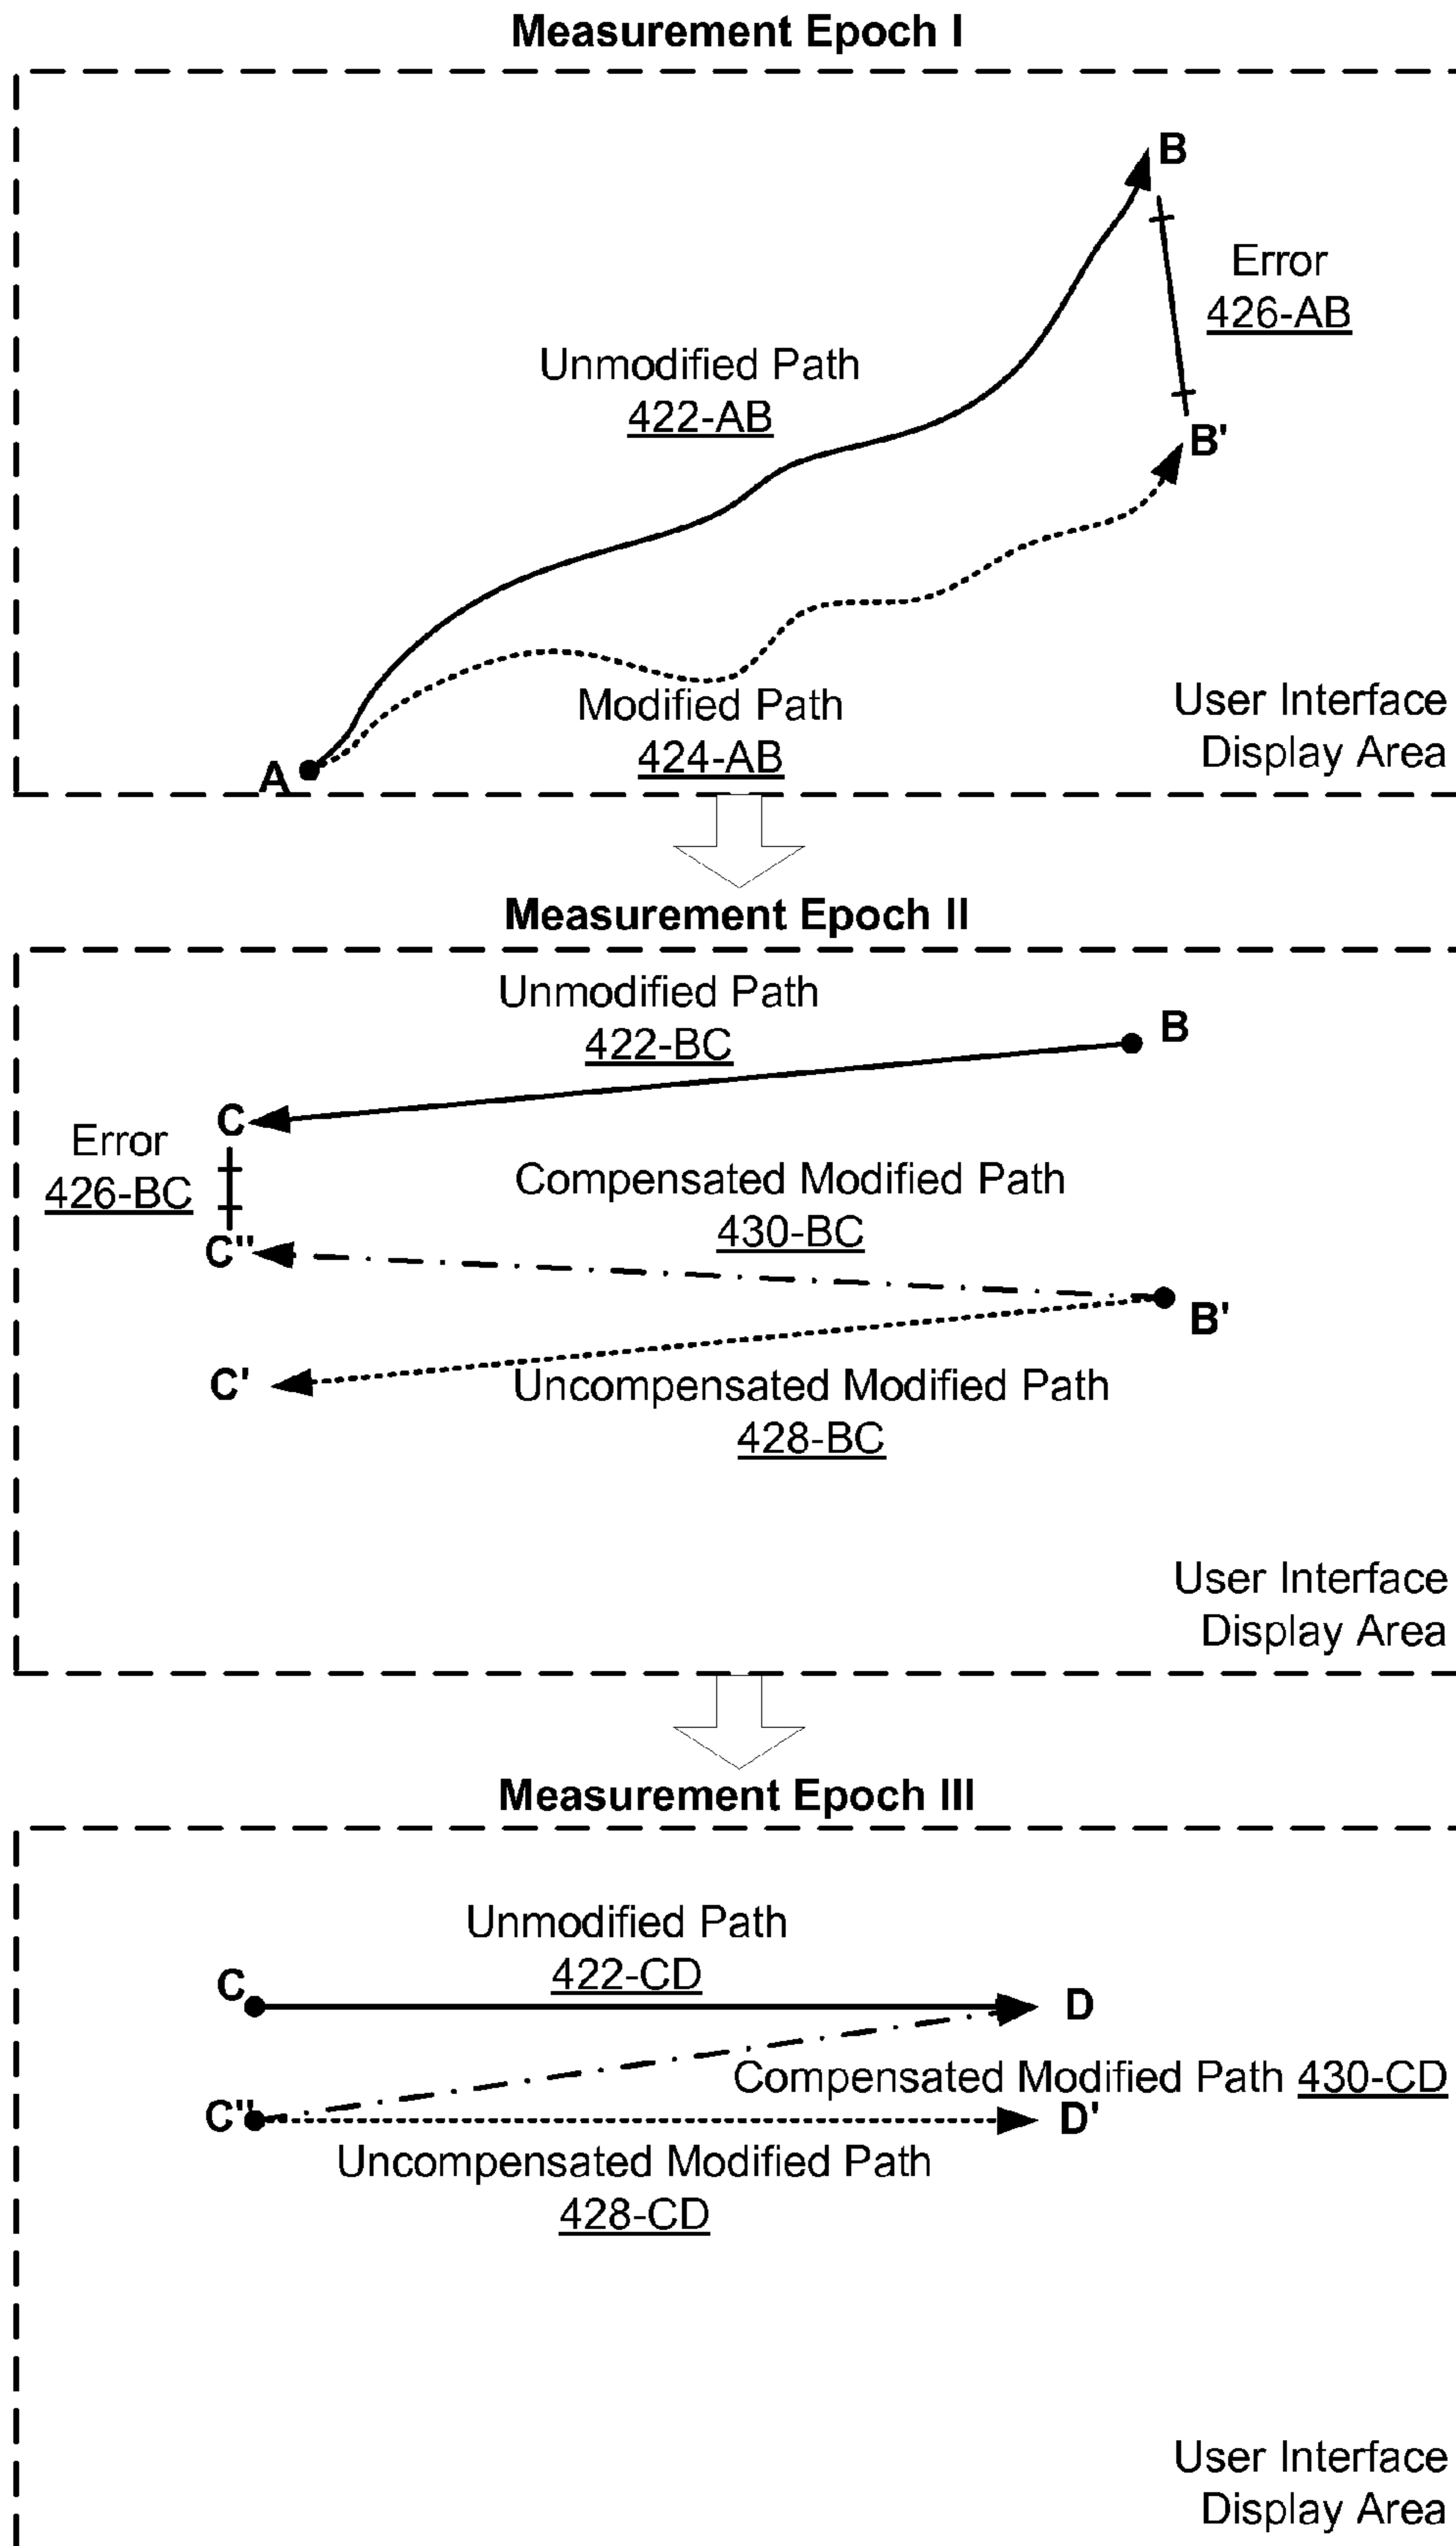 Measurement Epoch I
B
Error
426-AB
Unmodified Path
422-AB
B'
Modified Path
424-AB
User Interface
Display Area
A
Measurement Epoch II
Unmodified Path
422-BC
B
C
Error
426-BC
Compensated Modified Path
430-BC
C"
B'
C'
Uncompensated Modified Path
428-BC
User Interface
Display Area
Measurement Epoch III
Unmodified Path
422-CD
C
D
Compensated Modified Path 430-CD
C"
D'
Uncompensated Modified Path
428-CD
User Interface
Display Area